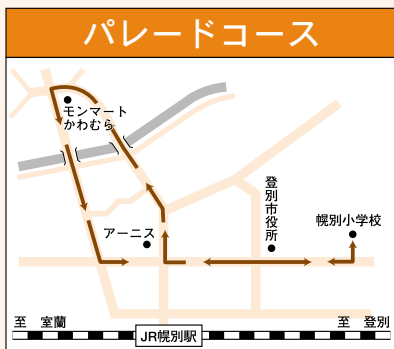 パレードコース
モンマート
かわむら
登別市役所
幌別小学校
アーニス
至 室蘭
至 登別
JR幌別駅